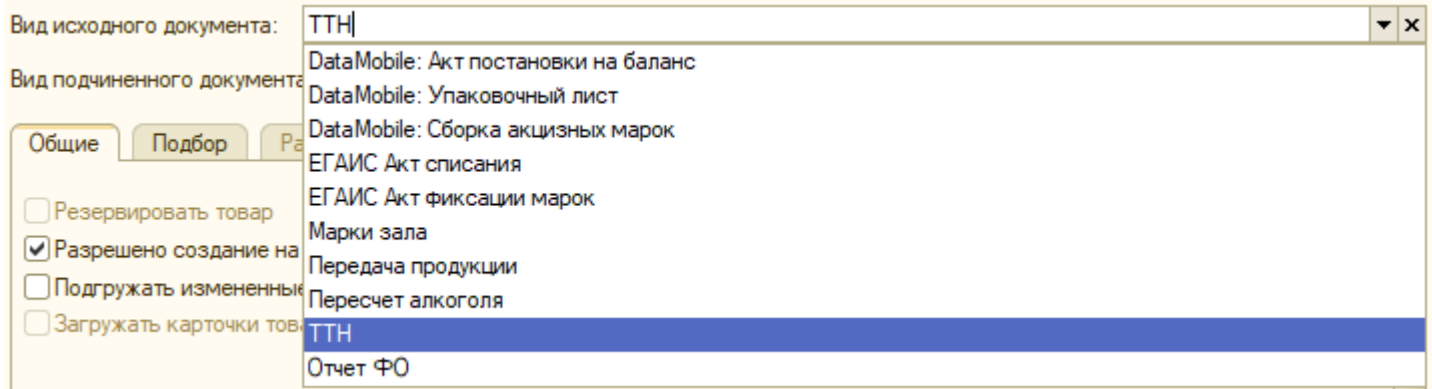 Вид исходного документа: ТТН
DataMobile: Акт постановки на баланс
Вид подчиненного документа
DataMobile: Упаковочный лист
DataMobile: Сборка акцизных марок
Общие Подбор Ра
ЕГАИС Акт списания
ЕГАИС Акт фиксации марок
Резервировать товар
Марки зала
Разрешено создание на
Передача продукции
Подгружать измененные
Пересчет алкоголя
Загружать карточки това
ТТН
Отчет ФО